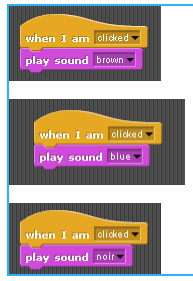 when I am clicked
play sound brown
when I am clicked
play sound blue
when I am clicked
play sound noir